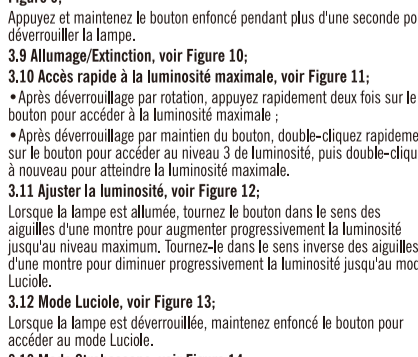 Appuyez et maintenez le bouton enfoncé pendant plus d'une seconde
déverrouiller la lampe.
3.9 Allumage/Extinction, voir Figure 10;
3.10 Accès rapide à la luminosité maximale, voir Figure 11;
•Après déverrouillage par rotation, appuyez rapidement deux fois sur le
bouton pour accéder à la luminosité maximale ;
•Après déverrouillage par maintien du bouton, double-cliquez
sur le bouton pour accéder au niveau 3 de luminosité, puis
à nouveau pour atteindre la luminosité maximale.
3.11 Ajuster la luminosité, voir Figure 12;
Lorsque la lampe est allumée, tournez le bouton dans le sens des
aiguilles d'une montre pour augmenter progressivement la luminosité
jusqu'au niveau maximum. Tournez-le dans le sens inverse des aiguilles
d'une montre pour diminuer progressivement la luminosité jusqu'au
Luciole.
3.12 Mode Luciole, voir Figure 13;
Lorsque la lampe est déverrouillée, maintenez enfoncé le bouton pour
accéder au mode Luciole.